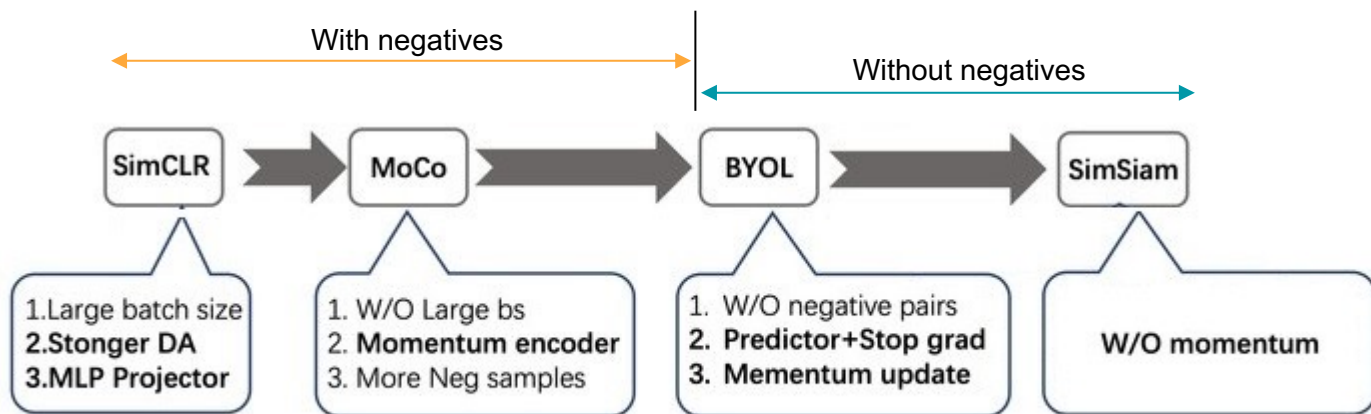 With negatives
Without negatives
SimCLR
MoCo
BYOL
SimSiam
1.Large batch size
2.Stonger DA
3.MLP Projector
1. W/O Large bs
2. Momentum encoder
3. More Neg samples
1. W/O negative pairs
2. Predictor+Stop grad
3. Mementum update
W/O momentum